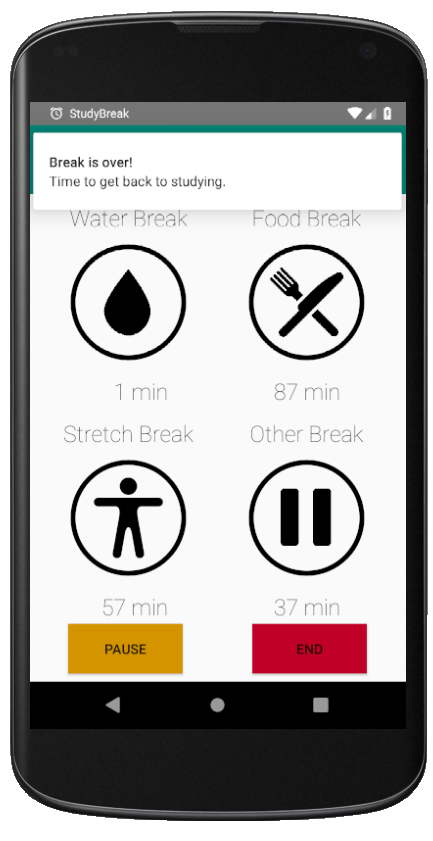 StudyBreak
Break is over!
Time to get back to studying.
Water Break
Food Break
1 min
87 min
Stretch Break
Other Break
57 min
37 min
PAUSE
END